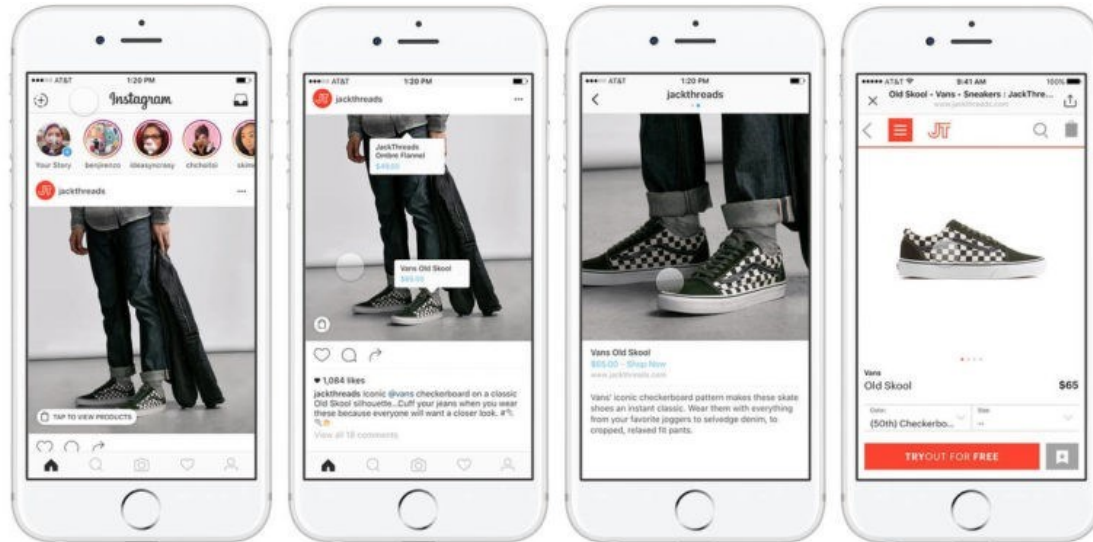 AT&T
1:20 PM
Instagram
Your Story
benjirenzo
jackthreads
TAP TO VIEW PRODUCTS
AT&T
1:20 PM
jackthreads
JackThreads
Ombre Flannel
Vans Old Skool
$65.00
1,084 likes
jackthreads Iconic @vans checkerboard on a classic
Old Skool silhouette...Cuff your jeans when you wear
these because everyone will want a closer look. #
View all 18 comments
AT&T
1:20 PM
jackthreads
Vans Old Skool
$65.00 - Shop Now
www.jackthreads.com
Vans' iconic checkerboard pattern makes these skate
shoes an instant classic. Wear them with everything
from your favorite joggers to selvedge denim, to
cropped, relaxed fit pants.
AT&T
9:41 AM
100%
Old Skool • Vans • Sneakers : JackThre...
www.jackthreads.com
JT
Vans
Old Skool
$65
Color:
(50th) Checkerbo...
Size:
TRYOUT FOR FREE